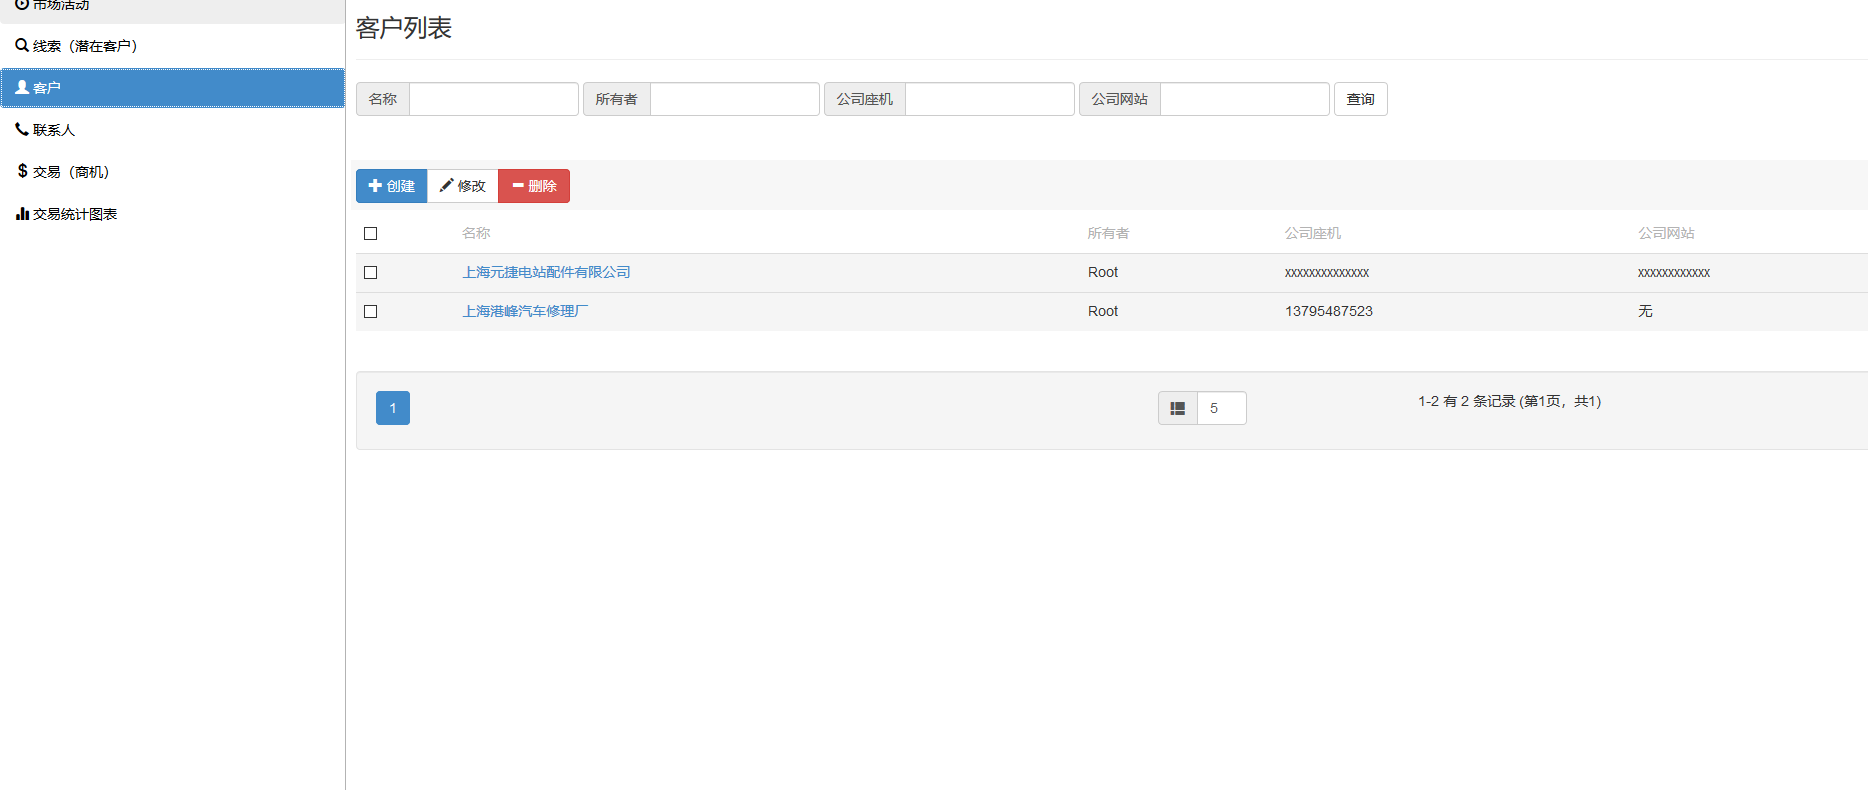 市场活动
线索（潜在客户）
客户
联系人
交易（商机）
交易统计图表
客户列表
名称 所有者 公司座机 公司网站 查询
创建 修改 删除
名称 所有者 公司座机 公司网站
上海元捷电站配件有限公司 Root xxxxxxxxxxxxxx xxxxxxxxxxxx
上海港峰汽车修理厂 Root 13795487523 无
1 5 1-2 有 2 条记录 (第1页，共1)